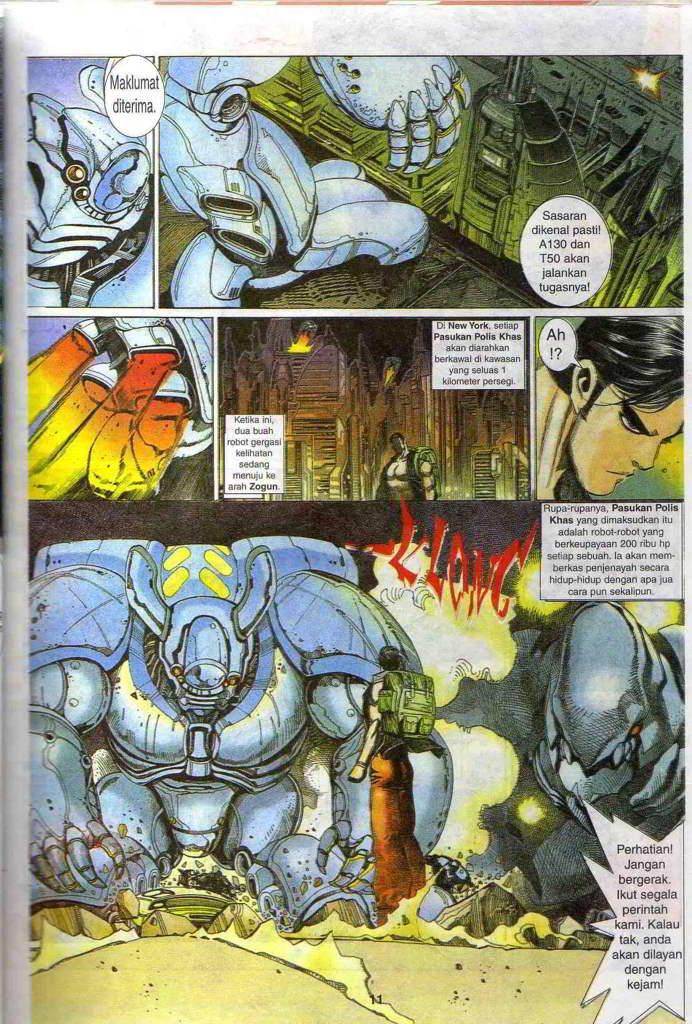 Maklumat
diterima.
Sasaran
dikenal pasti!
A130 dan
T50 akan
jalankan
tugasnya!
Ketika ini,
dua buah
robot gergasi
kelihatan
sedang
menuju ke
arah Zogun.
Di New York, setiap
Pasukan Polis Khas
akan diarahkan
berkawal di kawasan
yang seluas 1
kilometer persegi.
Ah
!?
Rupa-rupanya, Pasukan Polis
Khas yang dimaksudkan itu
adalah robot-robot yang
berkeupayaan 200 ribu hp
setiap sebuah. Ia akan mem-
berkas penjenayah secara
hidup-hidup dengan apa jua
cara pun sekalipun.
KLONG
Perhatian!
Jangan
bergerak.
Ikut segala
perintah
kami. Kalau
tak, anda
akan dilayan
dengan
kejam!
11